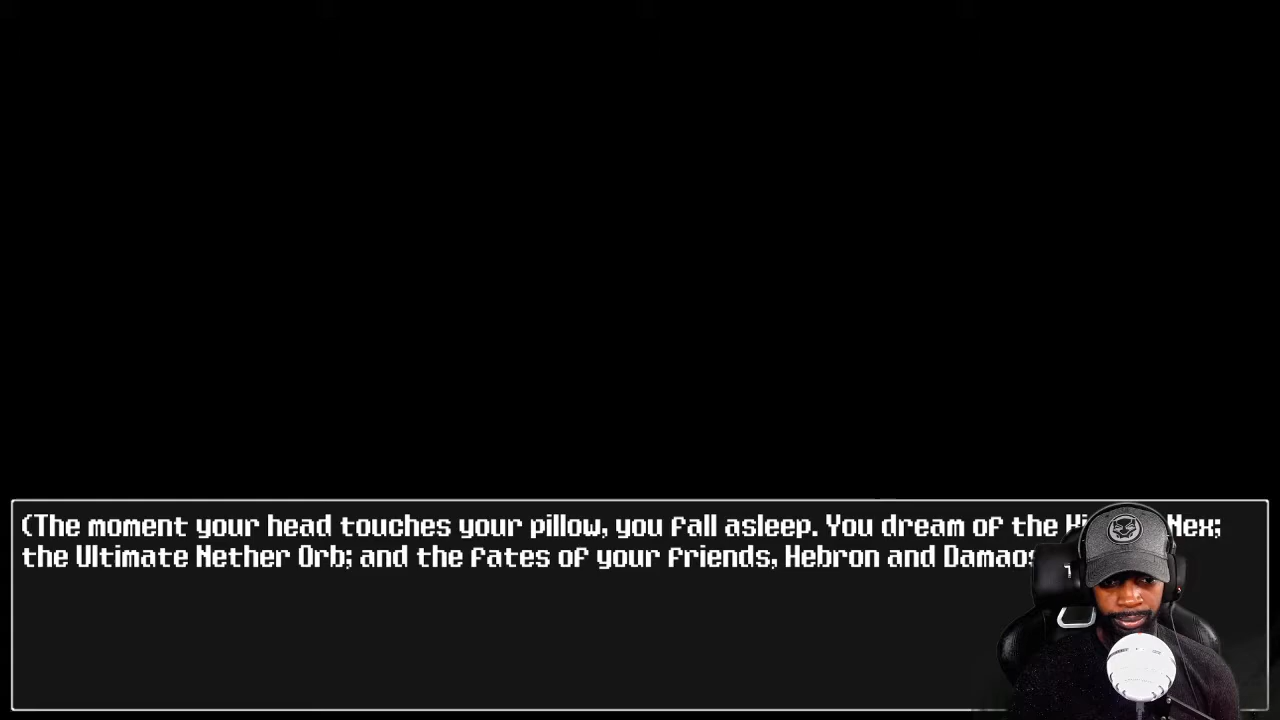 (The moment your head touches your pillow, you fall asleep. You dream of the Nex;
the Ultimate Nether Orb; and the fates of your friends, Hebron and Damaos